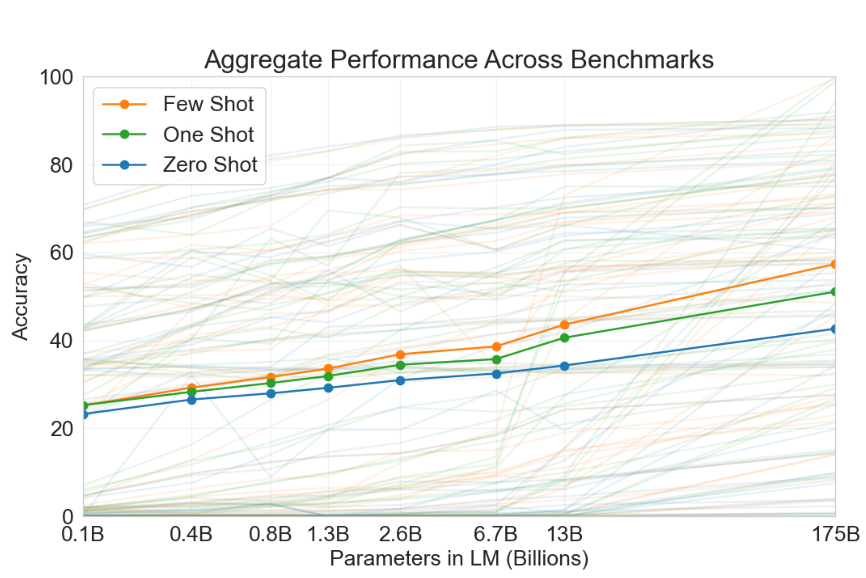 Aggregate Performance Across Benchmarks
100
80
60
40
20
0
Accuracy
Few Shot
One Shot
Zero Shot
0.1B 0.4B 0.8B 1.3B 2.6B 6.7B 13B 175B
Parameters in LM (Billions)